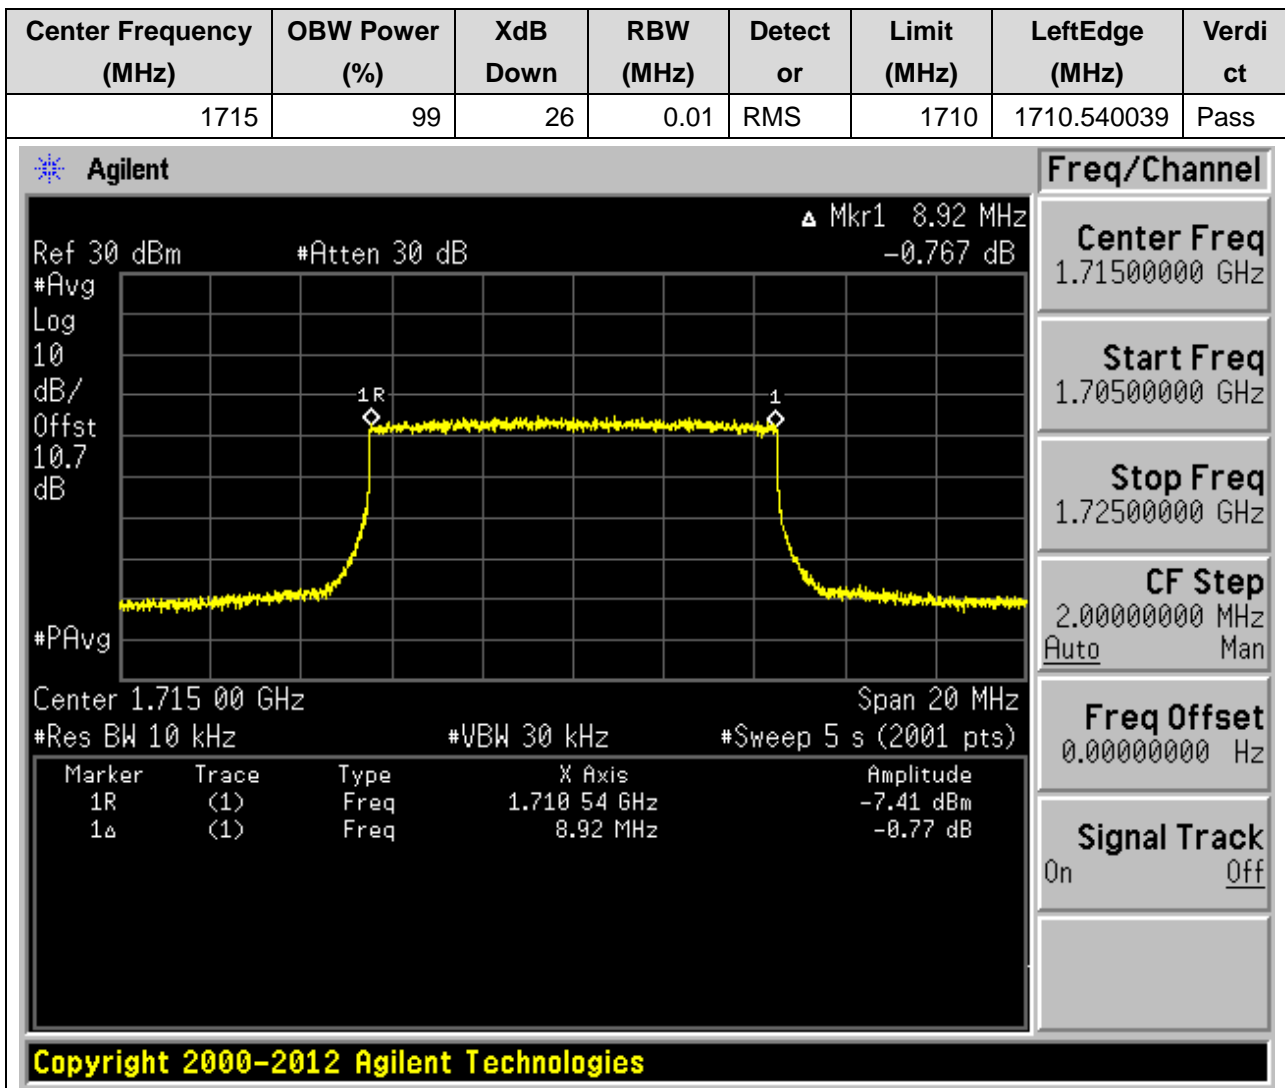 Center Frequency (MHz) OBW Power (%) XdB Down RBW (MHz) Detect or Limit (MHz) LeftEdge (MHz) Verdi ct
1715 99 26 0.01 RMS 1710 1710.540039 Pass
Agilent
Freq/Channel
Δ Mkr1 8.92 MHz
Ref 30 dBm #Atten 30 dB -0.767 dB
#Avg
Log
10
dB/
Offst
10.7
dB
#PAvg
1R
1
Center 1.715 00 GHz Span 20 MHz
#Res BW 10 kHz #VBW 30 kHz #Sweep 5 s (2001 pts)
Marker Trace Type X Axis Amplitude
1R (1) Freq 1.710 54 GHz -7.41 dBm
1Δ (1) Freq 8.92 MHz -0.77 dB
Center Freq
1.71500000 GHz
Start Freq
1.70500000 GHz
Stop Freq
1.72500000 GHz
CF Step
2.00000000 MHz
Auto Man
Freq Offset
0.00000000 Hz
Signal Track
On Off
Copyright 2000-2012 Agilent Technologies